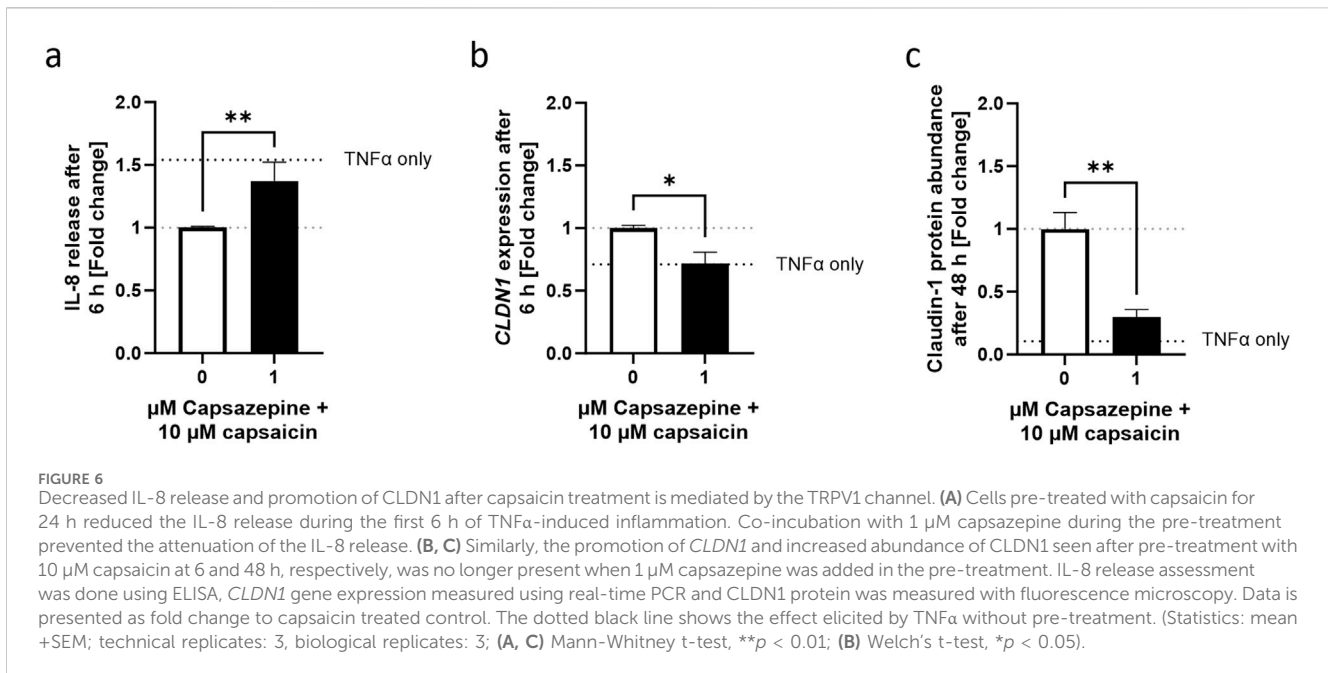 a
b
c
IL-8 release after
6 h [Fold change]
2.0
1.5
1
0.5
0.0
**
TNFα only
0
1
μM Capsazepine +
10 μM capsaicin
CLDN1 expression after
6 h [Fold change]
2.0
1.5
1
0.5
0.0
*
TNFα only
0
1
μM Capsazepine +
10 μM capsaicin
Claudin-1 protein abundance
after 48 h [Fold change]
2.0
1.5
1
0.5
0.0
**
TNFα only
0
1
μM Capsazepine +
10 μM capsaicin
FIGURE 6
Decreased IL-8 release and promotion of CLDN1 after capsaicin treatment is mediated by the TRPV1 channel. (A) Cells pre-treated with capsaicin for
24 h reduced the IL-8 release during the first 6 h of TNFα-induced inflammation. Co-incubation with 1 μM capsazepine during the pre-treatment
prevented the attenuation of the IL-8 release. (B, C) Similarly, the promotion of CLDN1 and increased abundance of CLDN1 seen after pre-treatment with
10 μM capsaicin at 6 and 48 h, respectively, was no longer present when 1 μM capsazepine was added in the pre-treatment. IL-8 release assessment
was done using ELISA, CLDN1 gene expression measured using real-time PCR and CLDN1 protein was measured with fluorescence microscopy. Data is
presented as fold change to capsaicin treated control. The dotted black line shows the effect elicited by TNFα without pre-treatment. (Statistics: mean
+SEM; technical replicates: 3, biological replicates: 3; (A, C) Mann-Whitney t-test, **p < 0.01; (B) Welch's t-test, *p < 0.05).